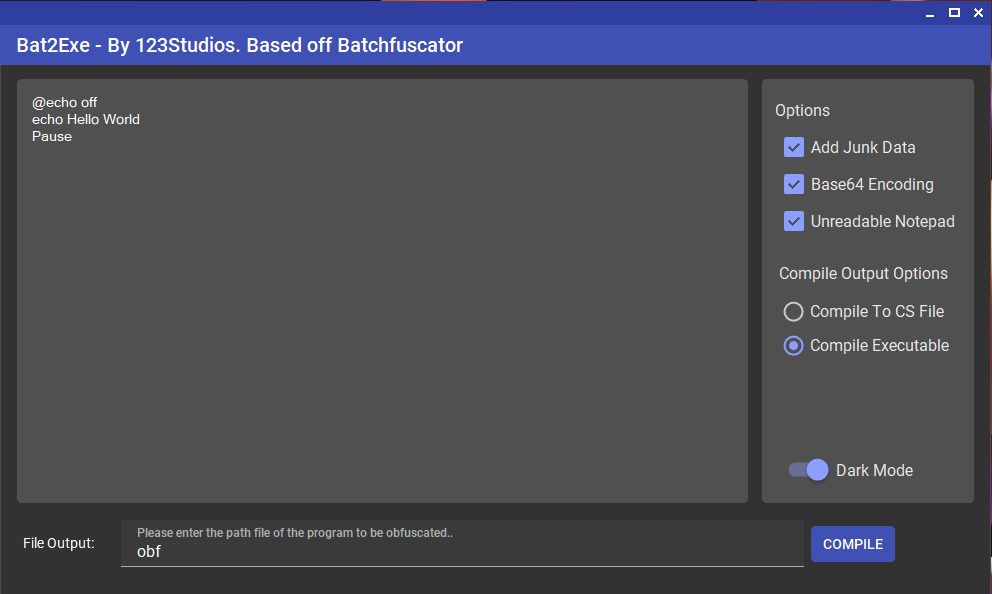 Bat2Exe - By 123Studios. Based off Batchfuscator
@echo off
echo Hello World
Pause
Options
Add Junk Data
Base64 Encoding
Unreadable Notepad
Compile Output Options
Compile To CS File
Compile Executable
Dark Mode
File Output:
Please enter the path file of the program to be obfuscated..
obf
COMPILE